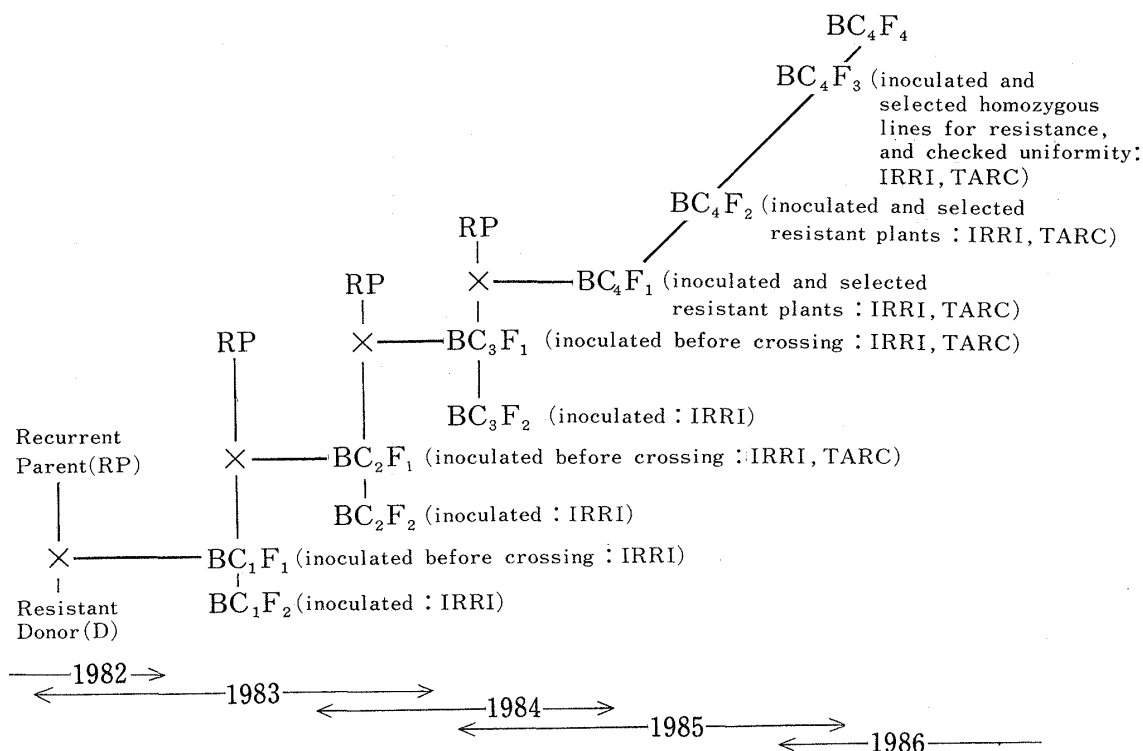 BC₄F₄
BC₄F₃ (inoculated and
selected homozygous
lines for resistance,
and checked uniformity:
IRRI, TARC)
BC₄F₂ (inoculated and selected
resistant plants : IRRI, TARC)
RP
× BC₄F₁ (inoculated and selected
resistant plants : IRRI, TARC)
RP
× BC₃F₁ (inoculated before crossing : IRRI, TARC)
RP
BC₃F₂ (inoculated : IRRI)
Recurrent
Parent(RP)
× BC₂F₁ (inoculated before crossing : IRRI, TARC)
BC₂F₂ (inoculated : IRRI)
× BC₁F₁ (inoculated before crossing : IRRI)
BC₁F₂ (inoculated : IRRI)
Resistant
Donor(D)
1982
1983
1984
1985
1986